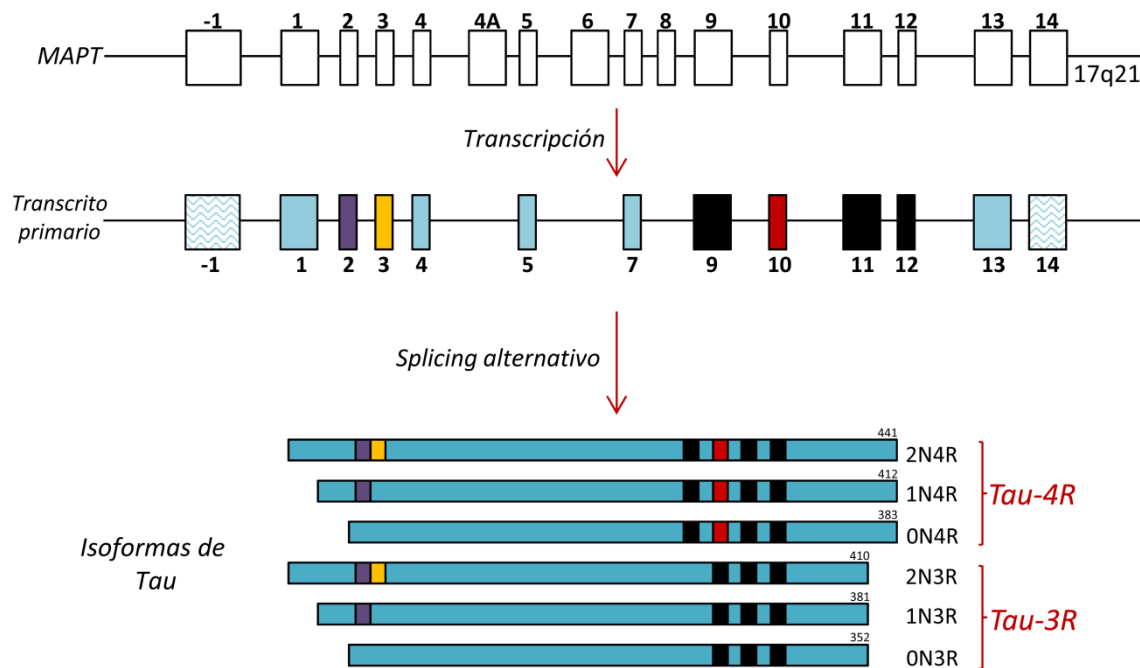 -1 1 2 3 4 4A 5 6 7 8 9 10 11 12 13 14
MAPT
17q21
Transcripción
Transcrito
primario
-1 1 2 3 4 5 7 9 10 11 12 13 14
Splicing alternativo
441
2N4R
412
1N4R
Tau-4R
383
0N4R
Isoformas de
Tau
410
2N3R
381
1N3R
Tau-3R
352
0N3R